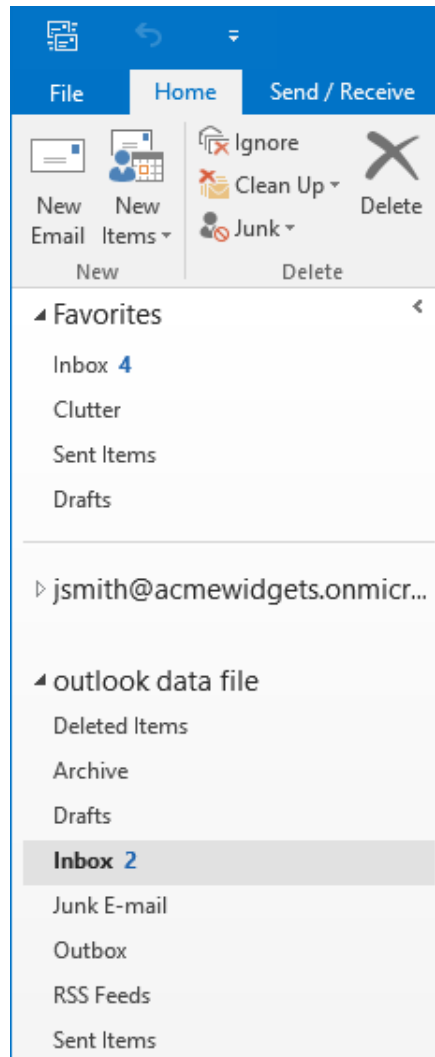 File Home Send / Receive
New Email
New Items
Ignore
Clean Up
Junk
Delete
New Delete
Favorites
Inbox 4
Clutter
Sent Items
Drafts
jsmith@acmewidgets.onmicr...
outlook data file
Deleted Items
Archive
Drafts
Inbox 2
Junk E-mail
Outbox
RSS Feeds
Sent Items